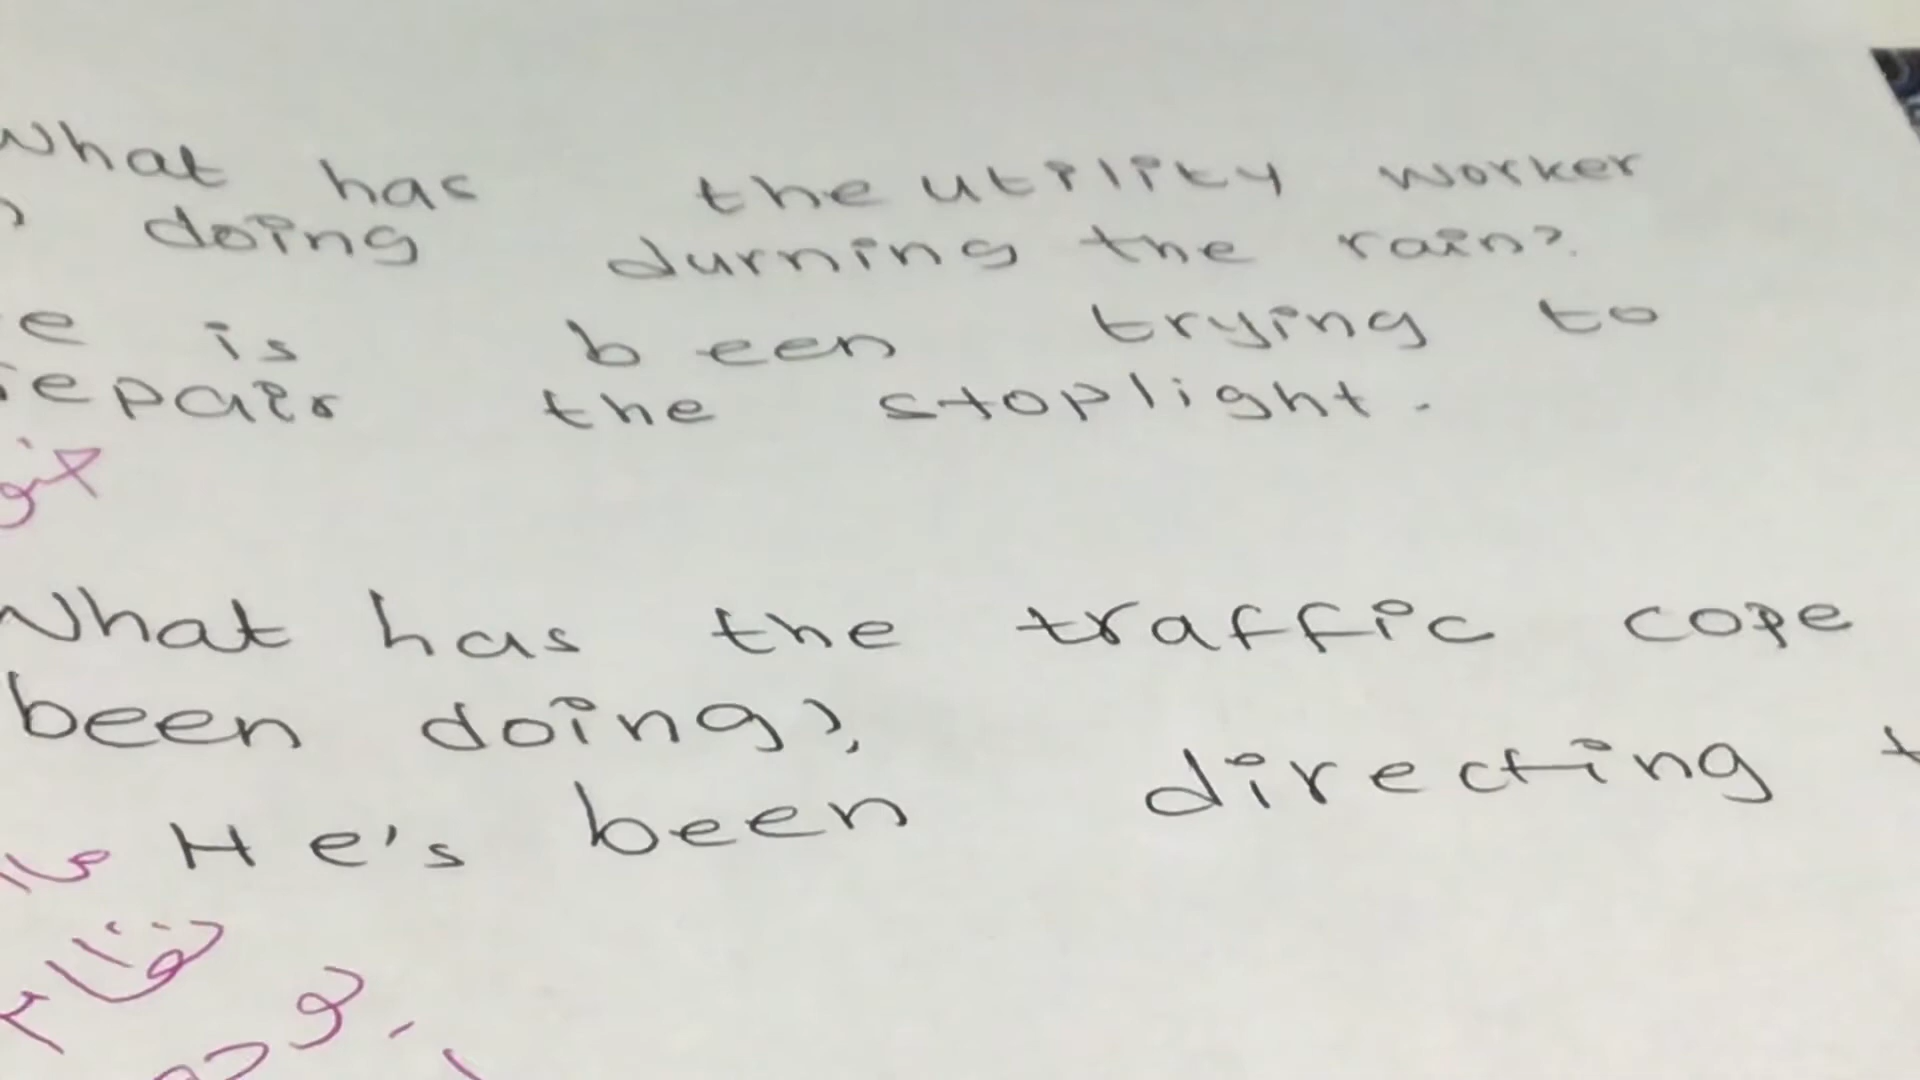 What has the utility worker
doing durning the rain?
e is been trying to
repair the stoplight.
What has the traffic cope
been doing?
He's been directing t